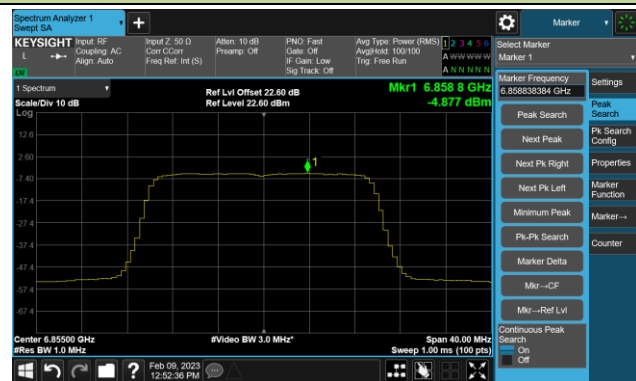 Spectrum Analyzer 1
Swept SA
+
Marker
KEYSIGHT
L
LV
Input: RF
Coupling: AC
Align: Auto
Input Z: 50 Ω
Corr CCorr
Freq Ref: Int (S)
Atten: 10 dB
Preamp: Off
PNO: Fast
Gate: Off
IF Gain: Low
Sig Track: Off
Avg Type: Power (RMS)
Avg|Hold: 100/100
Trig: Free Run
1 2 3 4 5 6
A W W W W W
A N N N N N
Select Marker
Marker 1
1 Spectrum
Scale/Div 10 dB
Log
Ref Lvl Offset 22.60 dB
Ref Level 22.60 dBm
Mkr1 6.858 8 GHz
-4.877 dBm
1
12.6
2.60
-7.40
-17.4
-27.4
-37.4
-47.4
-57.4
-67.4
Center 6.85500 GHz
#Res BW 1.0 MHz
#Video BW 3.0 MHz*
Span 40.00 MHz
Sweep 1.00 ms (100 pts)
Marker Frequency
6.858838384 GHz
Peak Search
Next Peak
Next Pk Right
Next Pk Left
Minimum Peak
Pk-Pk Search
Marker Delta
Mkr→CF
Mkr→Ref Lvl
Continuous Peak
Search
On
Off
Settings
Peak
Search
Pk Search
Config
Properties
Marker
Function
Marker→
Counter
?
Feb 09, 2023
12:52:36 PM